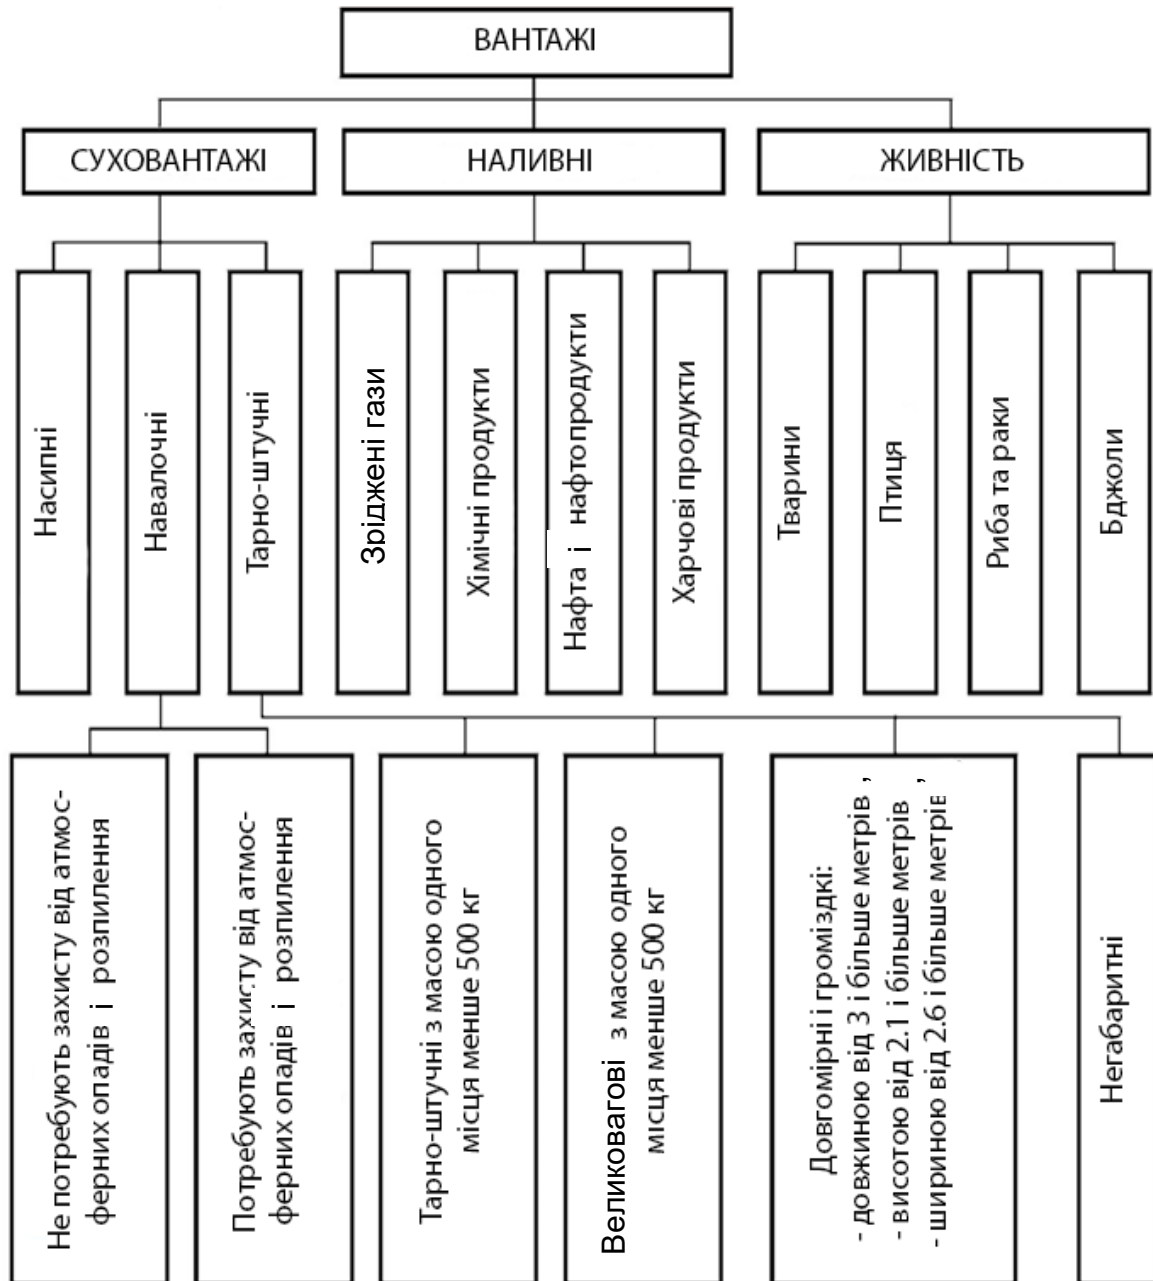 ВАНТАЖІ
СУХОВАНТАЖІ
НАЛИВНІ
ЖИВНІСТЬ
Насипні
Навалочні
Тарно-штучні
Зріджені гази
Хімічні продукти
Нафта і нафтопродукти
Харчові продукти
Тварини
Птиця
Риба та раки
Бджоли
Не потребують захисту від атмос-
ферних опадів і розпилення
Потребують захисту від атмос-
ферних опадів і розпилення
Тарно-штучні з масою одного
місця менше 500 кг
Великовагові з масою одного
місця менше 500 кг
Довгомірні і громіздкі:
- довжиною від 3 і більше метрів ,
- висотою від 2.1 і більше метрів ,
- шириною від 2.6 і більше метрів
Негабаритні